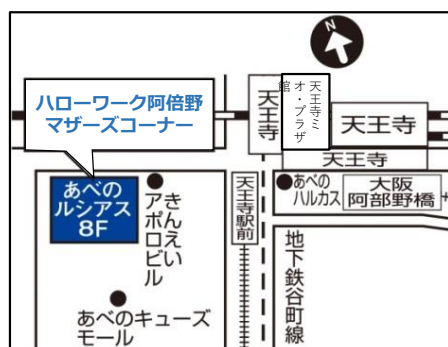 N
ハローワーク阿倍野
マザーズコーナー
天王寺
天王寺ミ
オ・プラザ
館
天王寺
天王寺
あべの
ルシアス
8F
きんえい
アポロビル
天王寺駅前
あべの
ハルカス
大阪
阿部野橋
地下鉄谷町線
あべのキューズ
モール